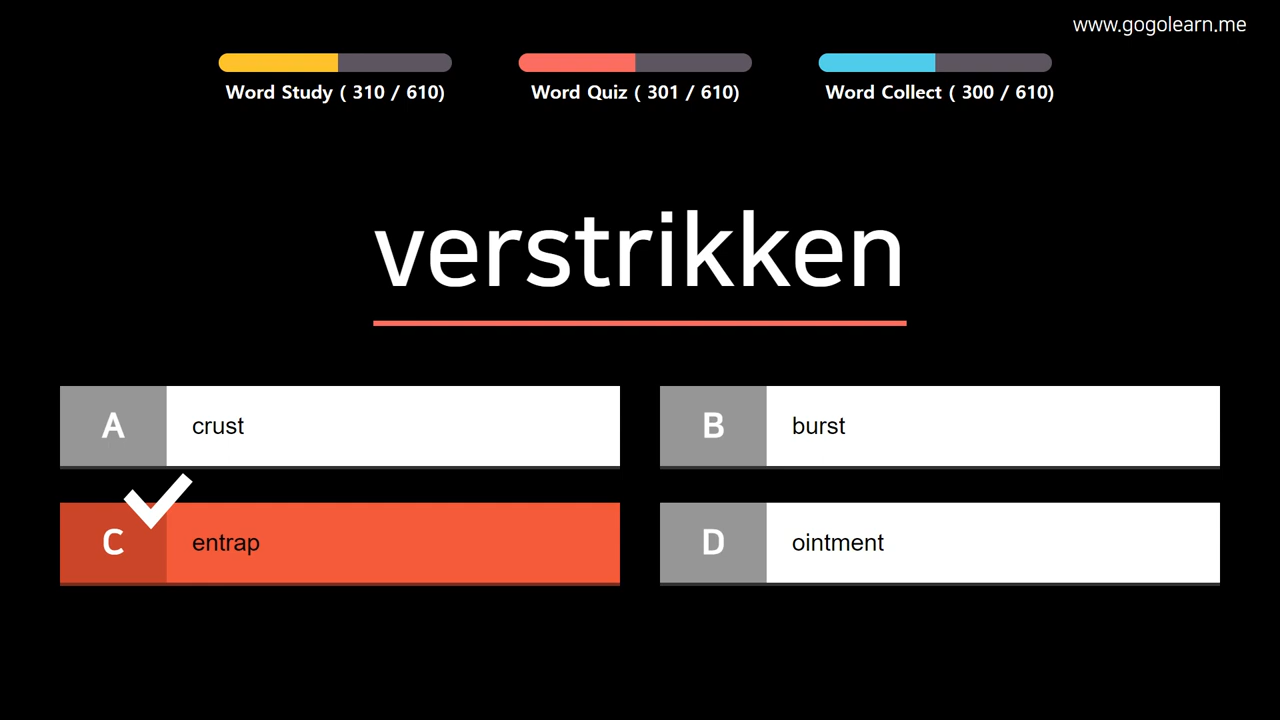 www.gogolearn.me
Word Study ( 310 / 610)
Word Quiz ( 301 / 610)
Word Collect ( 300 / 610)
verstrikken
A crust
B burst
C entrap
D ointment